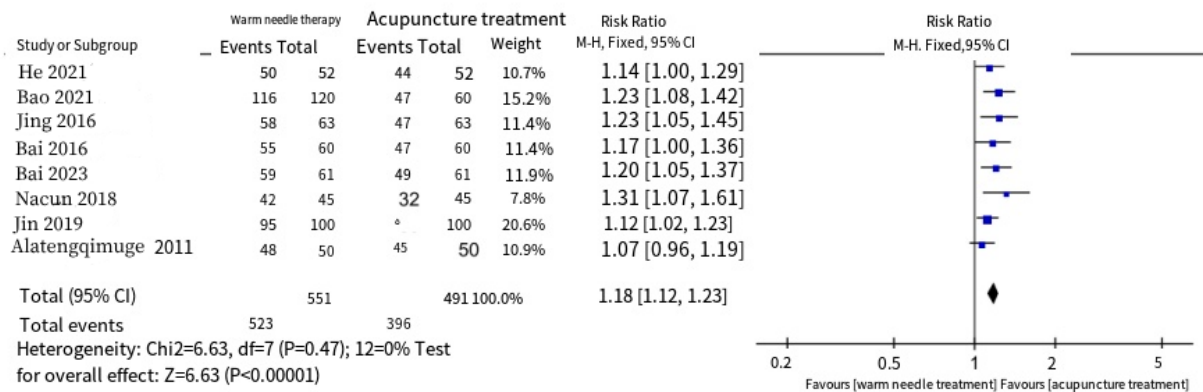 Warm needle therapy Acupuncture treatment Risk Ratio Risk Ratio
Study or Subgroup Events Total Events Total Weight M-H, Fixed, 95% CI M-H. Fixed,95% CI
He 2021 50 52 44 52 10.7% 1.14 [1.00, 1.29]
Bao 2021 116 120 47 60 15.2% 1.23 [1.08, 1.42]
Jing 2016 58 63 47 63 11.4% 1.23 [1.05, 1.45]
Bai 2016 55 60 47 60 11.4% 1.17 [1.00, 1.36]
Bai 2023 59 61 49 61 11.9% 1.20 [1.05, 1.37]
Nacun 2018 42 45 32 45 7.8% 1.31 [1.07, 1.61]
Jin 2019 95 100 100 20.6% 1.12 [1.02, 1.23]
Alatengqimuge 2011 48 50 45 50 10.9% 1.07 [0.96, 1.19]
Total (95% CI) 551 491 100.0% 1.18 [1.12, 1.23]
Total events 523 396
Heterogeneity: Chi2=6.63, df=7 (P=0.47); 12=0% Test
for overall effect: Z=6.63 (P<0.00001)
0.2 0.5 1 2 5
Favours [warm needle treatment] Favours [acupuncture treatment]